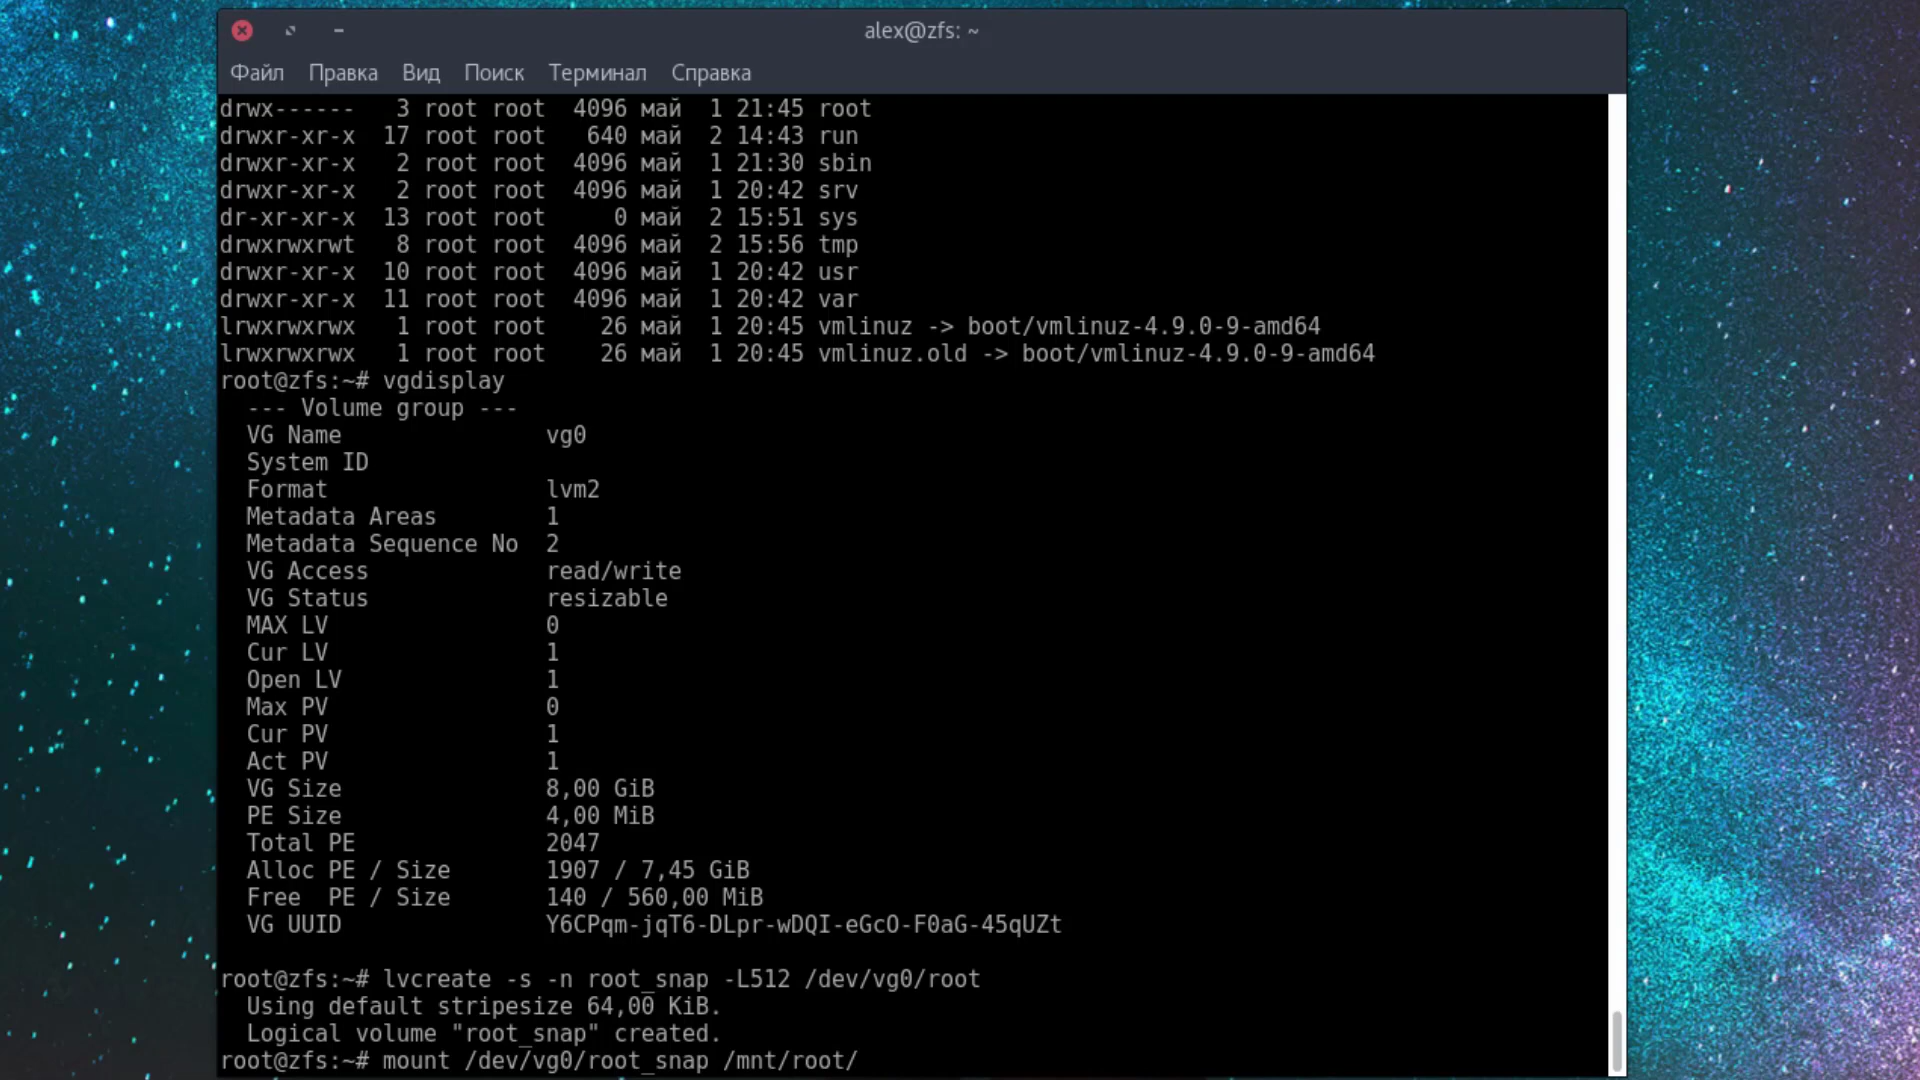 alex@zfs: ~
Файл Правка Вид Поиск Терминал Справка
drwx------   3 root root  4096 май  1 21:45 root
drwxr-xr-x  17 root root   640 май  2 14:43 run
drwxr-xr-x   2 root root  4096 май  1 21:30 sbin
drwxr-xr-x   2 root root  4096 май  1 20:42 srv
dr-xr-xr-x  13 root root     0 май  2 15:51 sys
drwxrwxrwt   8 root root  4096 май  2 15:56 tmp
drwxr-xr-x  10 root root  4096 май  1 20:42 usr
drwxr-xr-x  11 root root  4096 май  1 20:42 var
lrwxrwxrwx   1 root root    26 май  1 20:45 vmlinuz -> boot/vmlinuz-4.9.0-9-amd64
lrwxrwxrwx   1 root root    26 май  1 20:45 vmlinuz.old -> boot/vmlinuz-4.9.0-9-amd64
root@zfs:~# vgdisplay
  --- Volume group ---
  VG Name               vg0
  System ID
  Format                lvm2
  Metadata Areas        1
  Metadata Sequence No  2
  VG Access             read/write
  VG Status             resizable
  MAX LV                0
  Cur LV                1
  Open LV               1
  Max PV                0
  Cur PV                1
  Act PV                1
  VG Size               8,00 GiB
  PE Size               4,00 MiB
  Total PE              2047
  Alloc PE / Size       1907 / 7,45 GiB
  Free  PE / Size       140 / 560,00 MiB
  VG UUID               Y6CPqm-jqT6-DLpr-wDQI-eGcO-F0aG-45qUZt
root@zfs:~# lvcreate -s -n root_snap -L512 /dev/vg0/root
  Using default stripesize 64,00 KiB.
  Logical volume "root_snap" created.
root@zfs:~# mount /dev/vg0/root_snap /mnt/root/